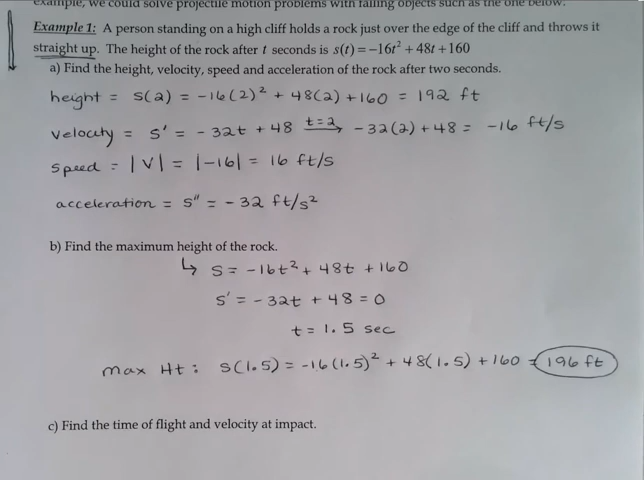 example, we could solve projectile motion problems with falling objects such as the one below.
Example 1: A person standing on a high cliff holds a rock just over the edge of the cliff and throws it
straight up. The height of the rock after t seconds is s(t) = −16t² + 48t + 160
a) Find the height, velocity, speed and acceleration of the rock after two seconds.
height = s(2) = -16(2)² + 48(2) + 160 = 192 ft
velocity = s' = -32t + 48 t=2→ -32(2) + 48 = -16 ft/s
speed = |V| = |-16| = 16 ft/s
acceleration = s" = -32 ft/s²
b) Find the maximum height of the rock.
↳ s = -16t² + 48t + 160
s' = -32t + 48 = 0
t = 1.5 sec
max Ht: s(1.5) = -16(1.5)² + 48(1.5) + 160 = 196 ft
c) Find the time of flight and velocity at impact.